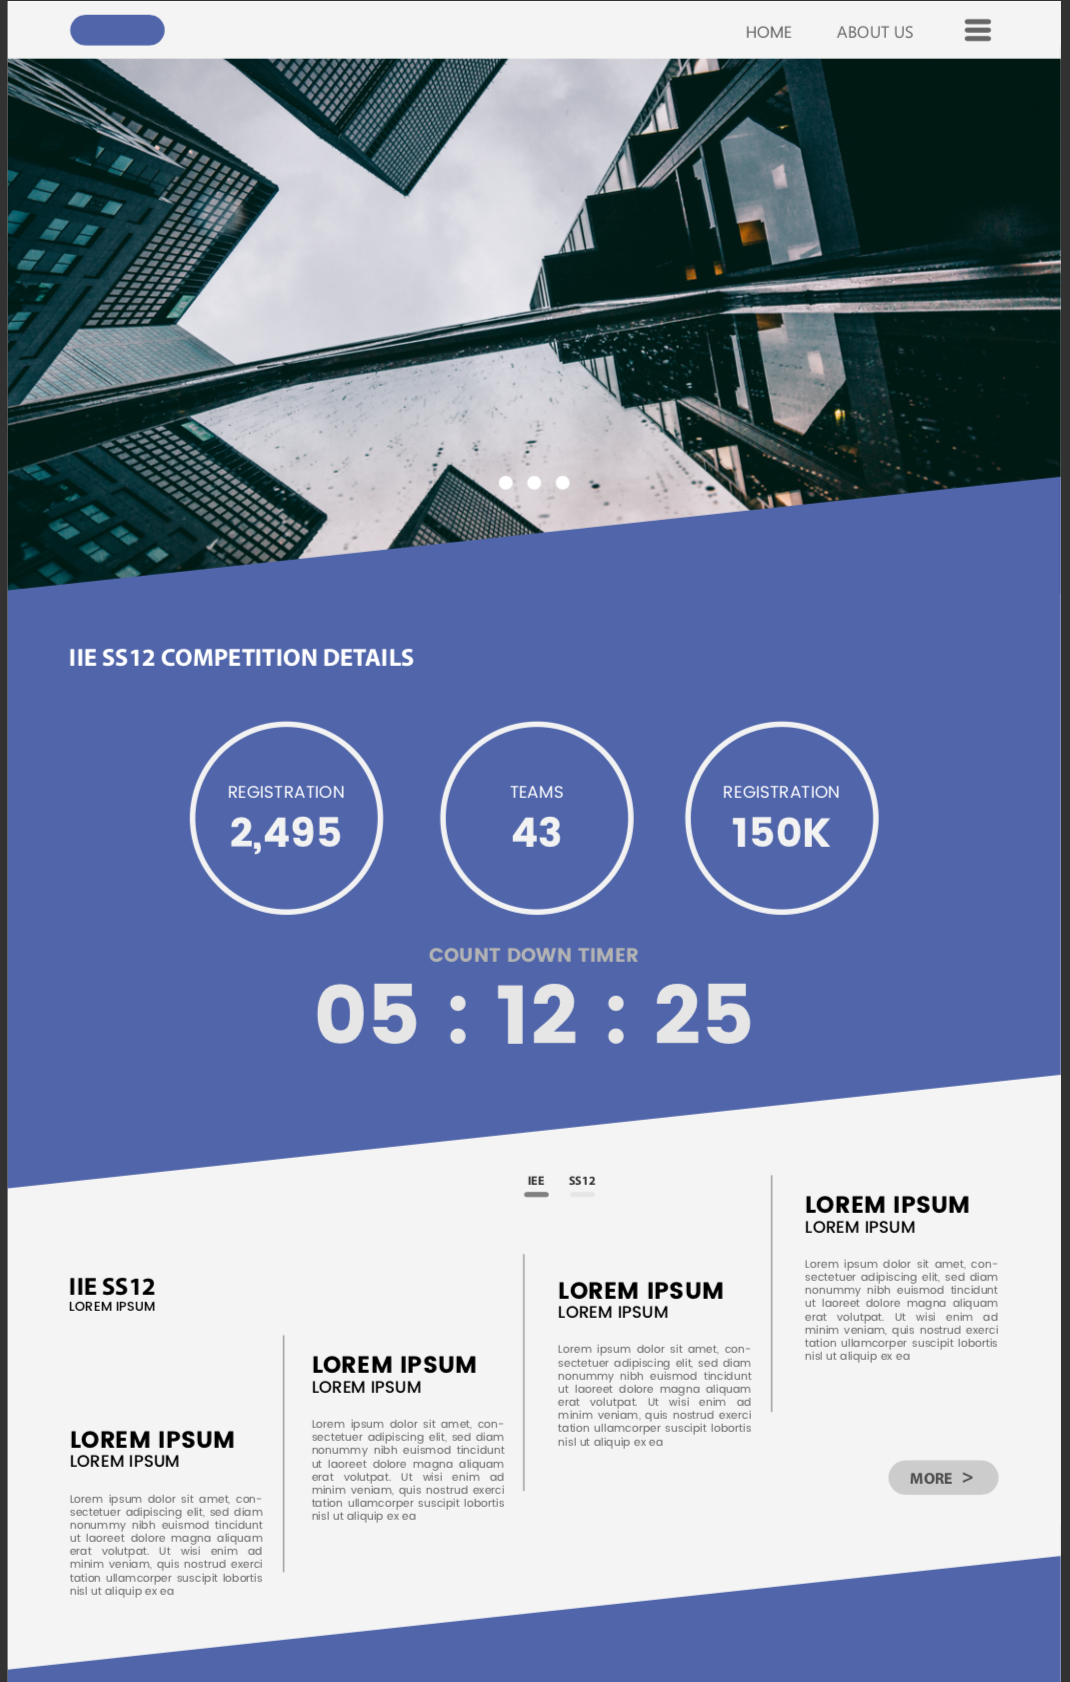 HOME
ABOUT US
IIE SS12 COMPETITION DETAILS
REGISTRATION
2,495
TEAMS
43
REGISTRATION
150K
COUNT DOWN TIMER
05 : 12 : 25
IEE
SS12
IIE SS12
LOREM IPSUM
LOREM IPSUM
LOREM IPSUM
Lorem ipsum dolor sit amet, con-
sectetuer adipiscing elit, sed diam
nonummy nibh euismod tincidunt
ut laoreet dolore magna aliquam
erat volutpat. Ut wisi enim ad
minim veniam, quis nostrud exerci
tation ullamcorper suscipit lobortis
nisl ut aliquip ex ea
LOREM IPSUM
LOREM IPSUM
Lorem ipsum dolor sit amet, con-
sectetuer adipiscing elit, sed diam
nonummy nibh euismod tincidunt
ut laoreet dolore magna aliquam
erat volutpat. Ut wisi enim ad
minim veniam, quis nostrud exerci
tation ullamcorper suscipit lobortis
nisl ut aliquip ex ea
LOREM IPSUM
LOREM IPSUM
Lorem ipsum dolor sit amet, con-
sectetuer adipiscing elit, sed diam
nonummy nibh euismod tincidunt
ut laoreet dolore magna aliquam
erat volutpat. Ut wisi enim ad
minim veniam, quis nostrud exerci
tation ullamcorper suscipit lobortis
nisl ut aliquip ex ea
LOREM IPSUM
LOREM IPSUM
Lorem ipsum dolor sit amet, con-
sectetuer adipiscing elit, sed diam
nonummy nibh euismod tincidunt
ut laoreet dolore magna aliquam
erat volutpat. Ut wisi enim ad
minim veniam, quis nostrud exerci
tation ullamcorper suscipit lobortis
nisl ut aliquip ex ea
MORE >